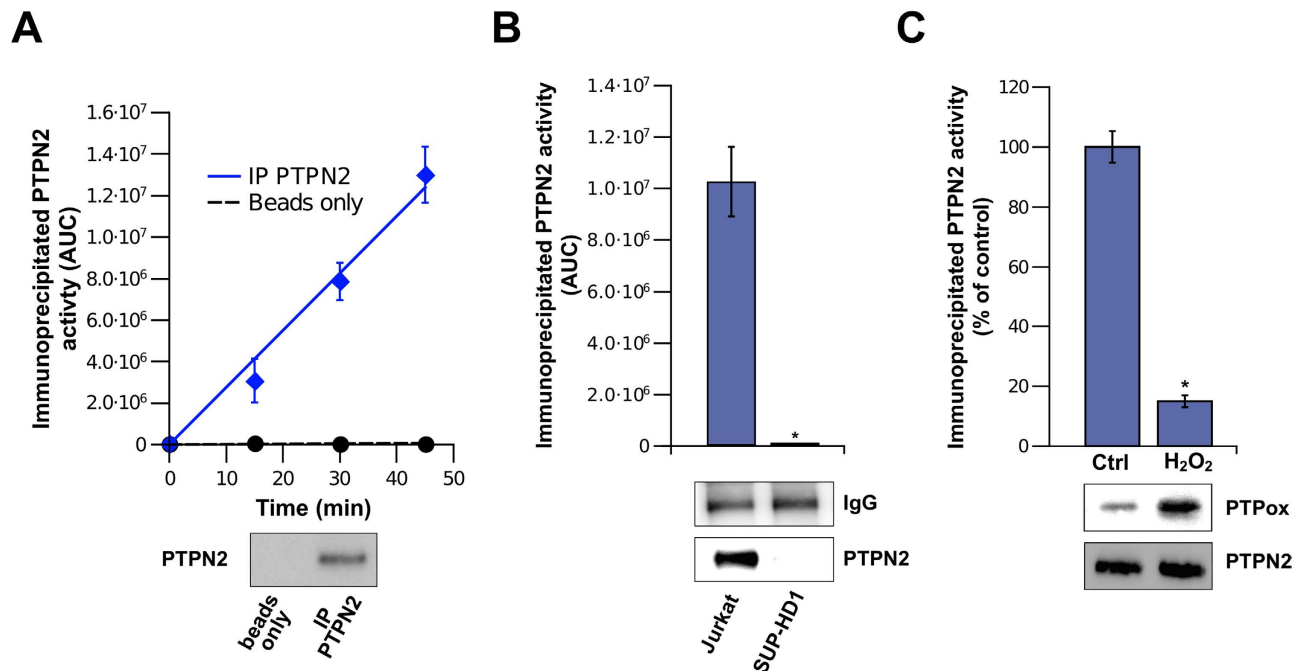 A
Immunoprecipitated PTPN2
activty (AUC)
1.6·10⁷
1.4·10⁷
1.2·10⁷
1.0·10⁷
8.0·10⁶
6.0·10⁶
4.0·10⁶
2.0·10⁶
0
IP PTPN2
Beads only
0 10 20 30 40 50
Time (min)
PTPN2
beads
only
IP
PTPN2
B
Immunoprecipitated PTPN2 activity
(AUC)
1.4·10⁷
1.2·10⁷
1.0·10⁷
8.0·10⁶
6.0·10⁶
4.0·10⁶
2.0·10⁶
0
*
IgG
PTPN2
Jurkat
SUP-HD1
C
Immunoprecipitated PTPN2 activity
(% of control)
120
100
80
60
40
20
0
*
Ctrl H₂O₂
PTPox
PTPN2